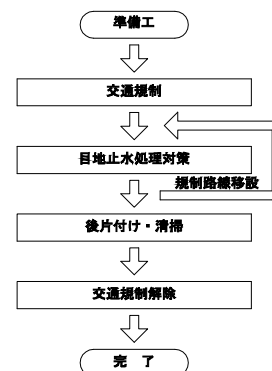 準備工
交通規制
目地止水処理対策
規制路線移設
後片付け・清掃
交通規制解除
完　了